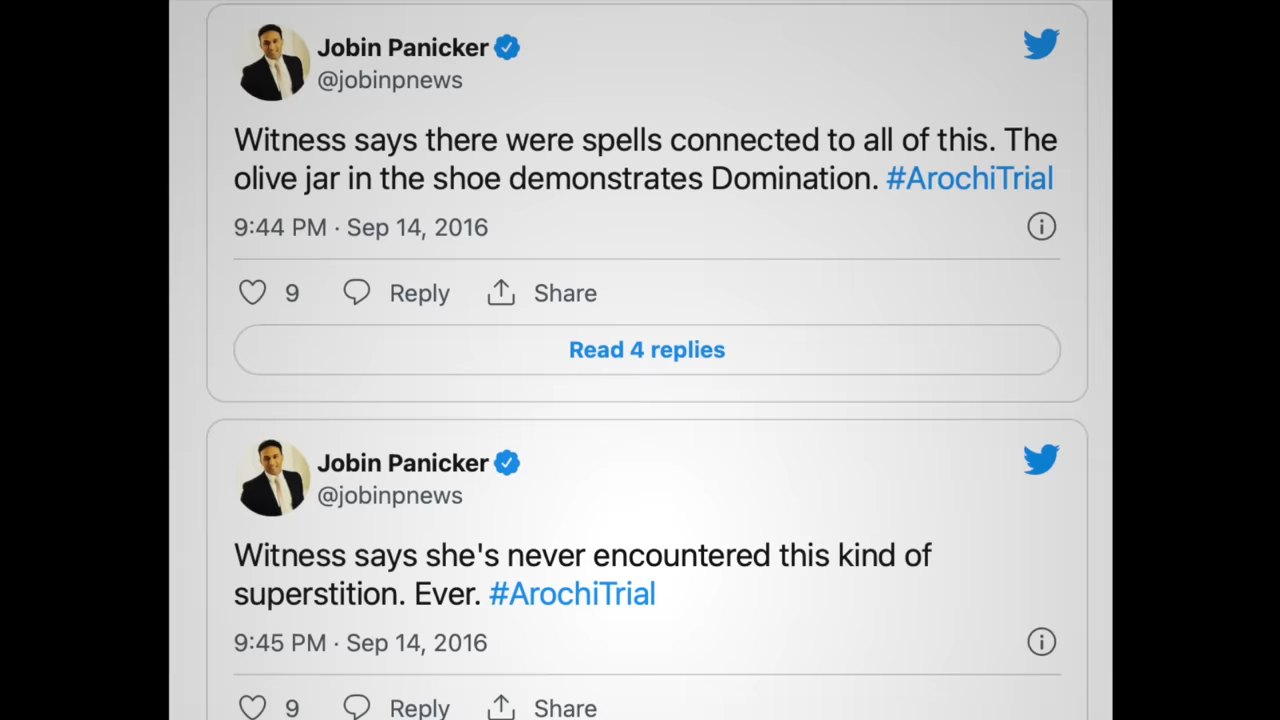 Jobin Panicker
@jobinpnews
Witness says there were spells connected to all of this. The
olive jar in the shoe demonstrates Domination. #ArochiTrial
9:44 PM · Sep 14, 2016
9 Reply Share
Read 4 replies
Jobin Panicker
@jobinpnews
Witness says she's never encountered this kind of
superstition. Ever. #ArochiTrial
9:45 PM · Sep 14, 2016
9 Reply Share